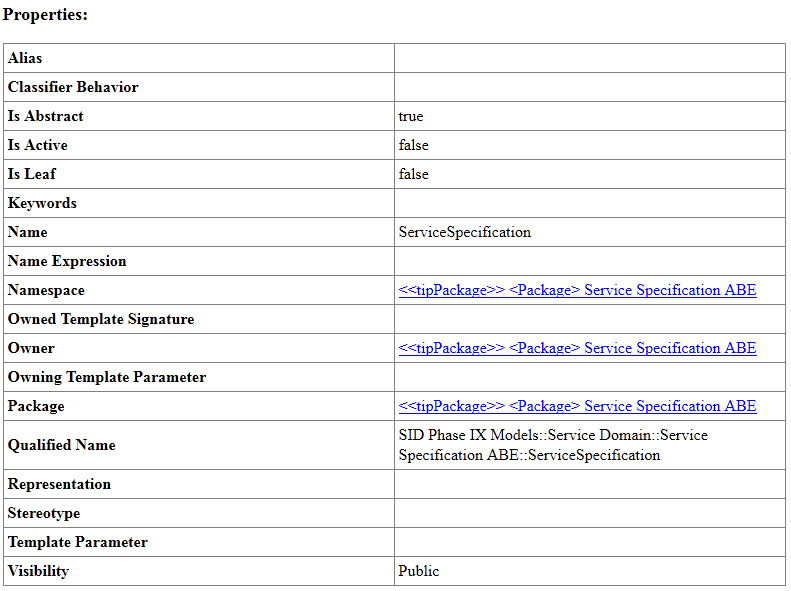 Properties:
Alias
Classifier Behavior
Is Abstract true
Is Active false
Is Leaf false
Keywords
Name ServiceSpecification
Name Expression
Namespace <<tipPackage>> <Package> Service Specification ABE
Owned Template Signature
Owner <<tipPackage>> <Package> Service Specification ABE
Owning Template Parameter
Package <<tipPackage>> <Package> Service Specification ABE
Qualified Name SID Phase IX Models::Service Domain::Service
Specification ABE::ServiceSpecification
Representation
Stereotype
Template Parameter
Visibility Public